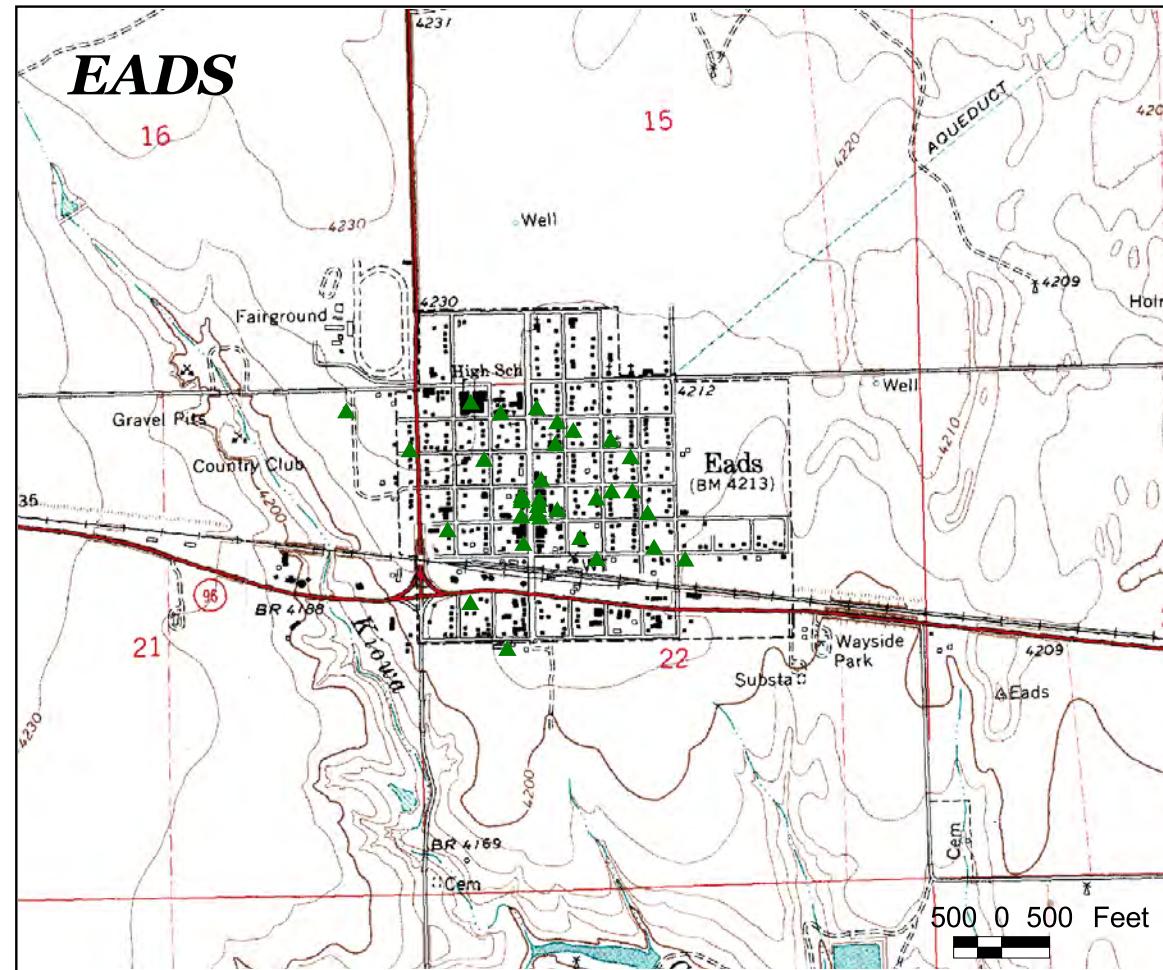 4231
EADS
16
15
AQUEDUCT
4220
4230
Well
4209
4230
Fairground
High Sch
Well
4212
Gravel Pits
4210
Country Club
Eads
(BM 4213)
4200
96
BR 4188
Kiowa
21
22
Wayside
Park
4209
Substa
Eads
4230
4200
BR 4169
Cem
Cem
500 0 500 Feet